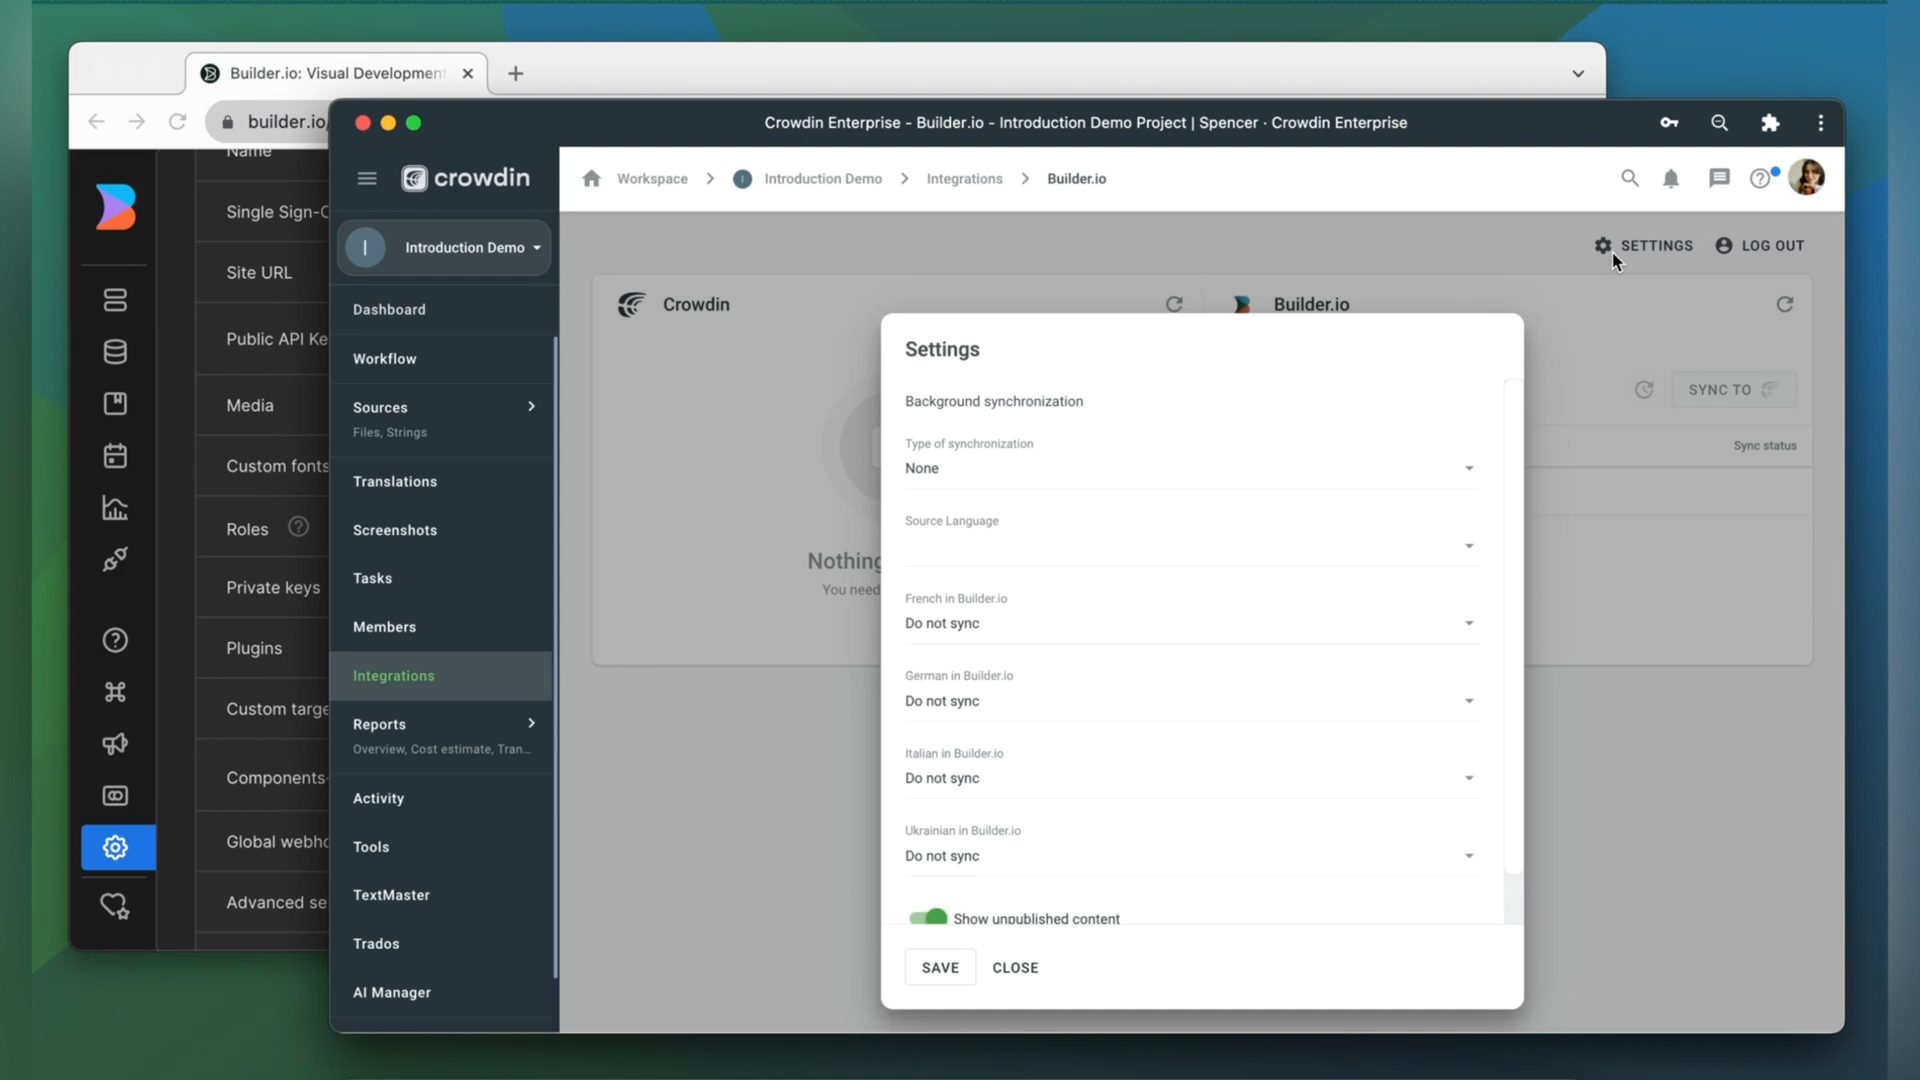 Builder.io: Visual Development
builder.io/
Name
Single Sign-O
Site URL
Public API Ke
Media
Custom fonts
Roles
Private keys
Plugins
Custom targe
Components-
Global webho
Advanced se
Crowdin Enterprise - Builder.io - Introduction Demo Project | Spencer · Crowdin Enterprise
crowdin
Workspace
Introduction Demo
Integrations
Builder.io
I
Introduction Demo
Dashboard
Workflow
Sources
Files, Strings
Translations
Screenshots
Tasks
Members
Integrations
Reports
Overview, Cost estimate, Tran...
Activity
Tools
TextMaster
Trados
AI Manager
SETTINGS
LOG OUT
Crowdin
Builder.io
SYNC TO
Sync status
Nothing
You need
Settings
Background synchronization
Type of synchronization
None
Source Language
French in Builder.io
Do not sync
German in Builder.io
Do not sync
Italian in Builder.io
Do not sync
Ukrainian in Builder.io
Do not sync
Show unpublished content
SAVE
CLOSE